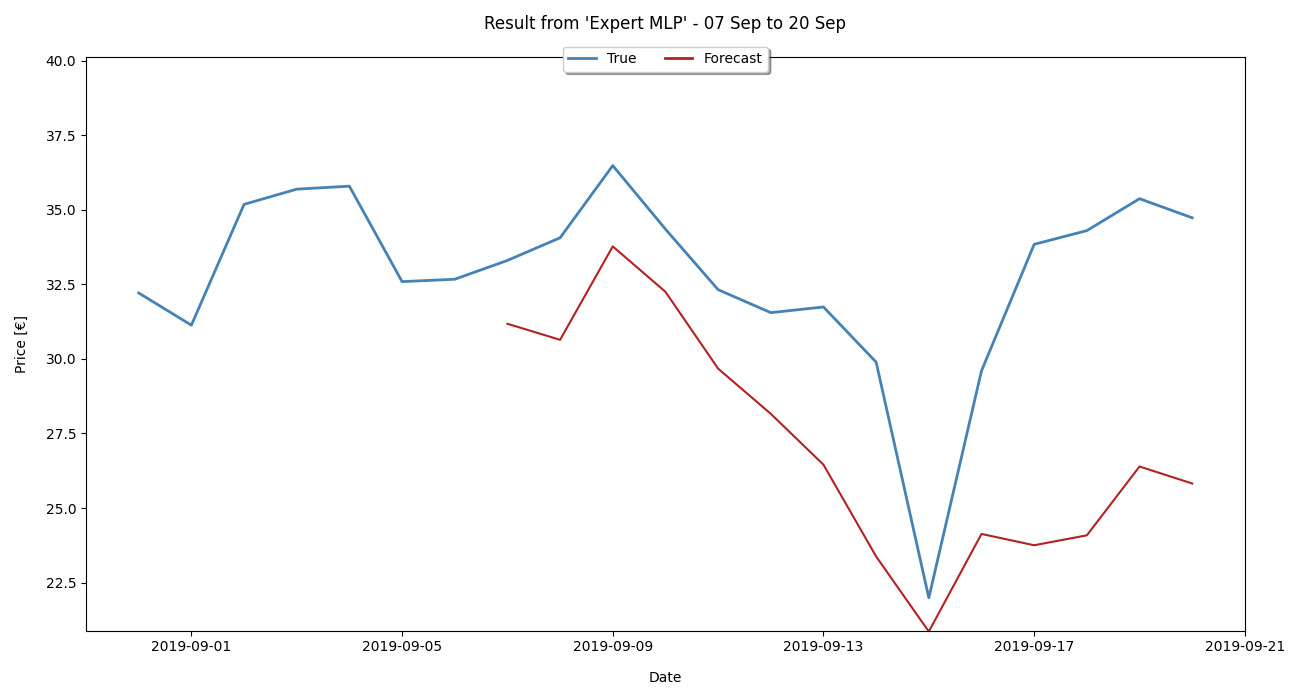 Result from 'Expert MLP' - 07 Sep to 20 Sep
True Forecast
40.0
37.5
35.0
32.5
30.0
27.5
25.0
22.5
Price [€]
2019-09-01 2019-09-05 2019-09-09 2019-09-13 2019-09-17 2019-09-21
Date